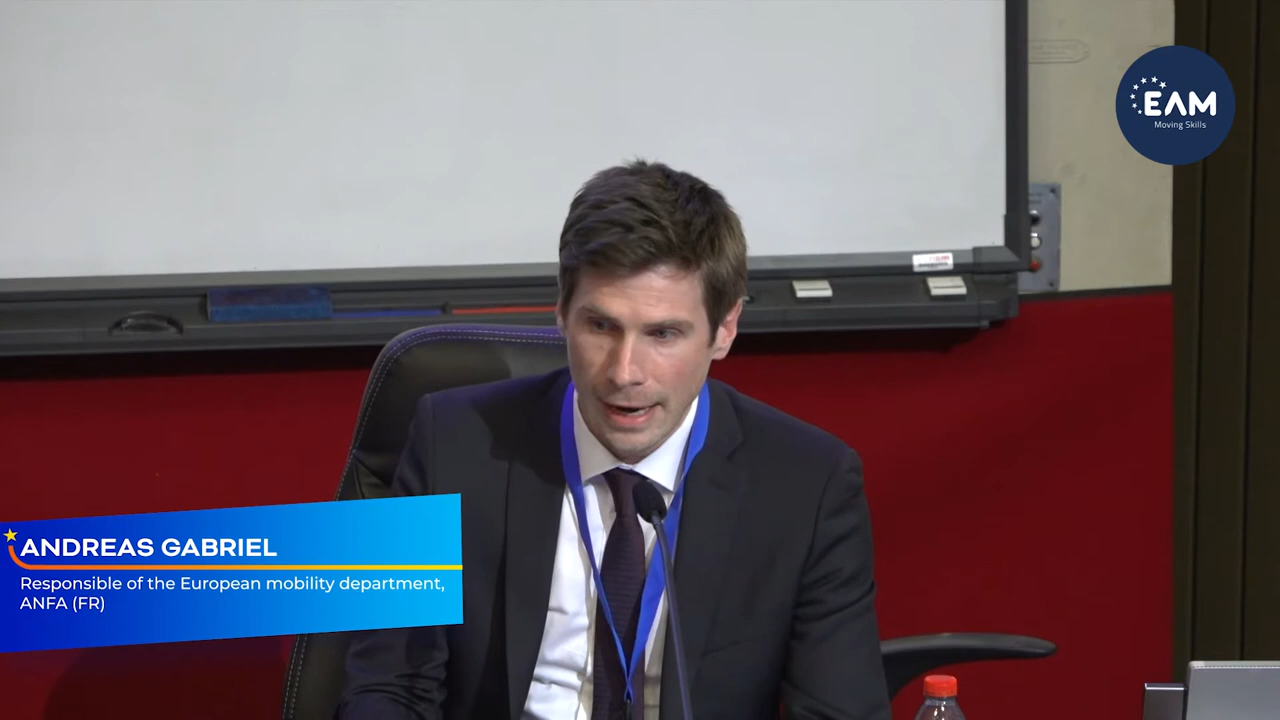 EAM
Moving Skills
ANDREAS GABRIEL
Responsible of the European mobility department,
ANFA (FR)